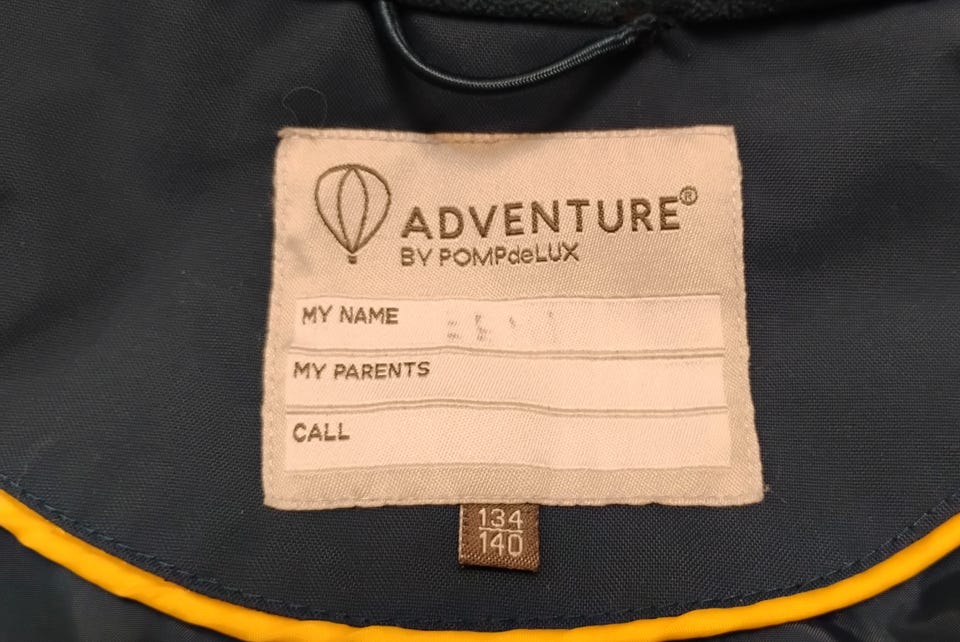 ADVENTURE®
BY POMPdeLUX
MY NAME
MY PARENTS
CALL
134
140